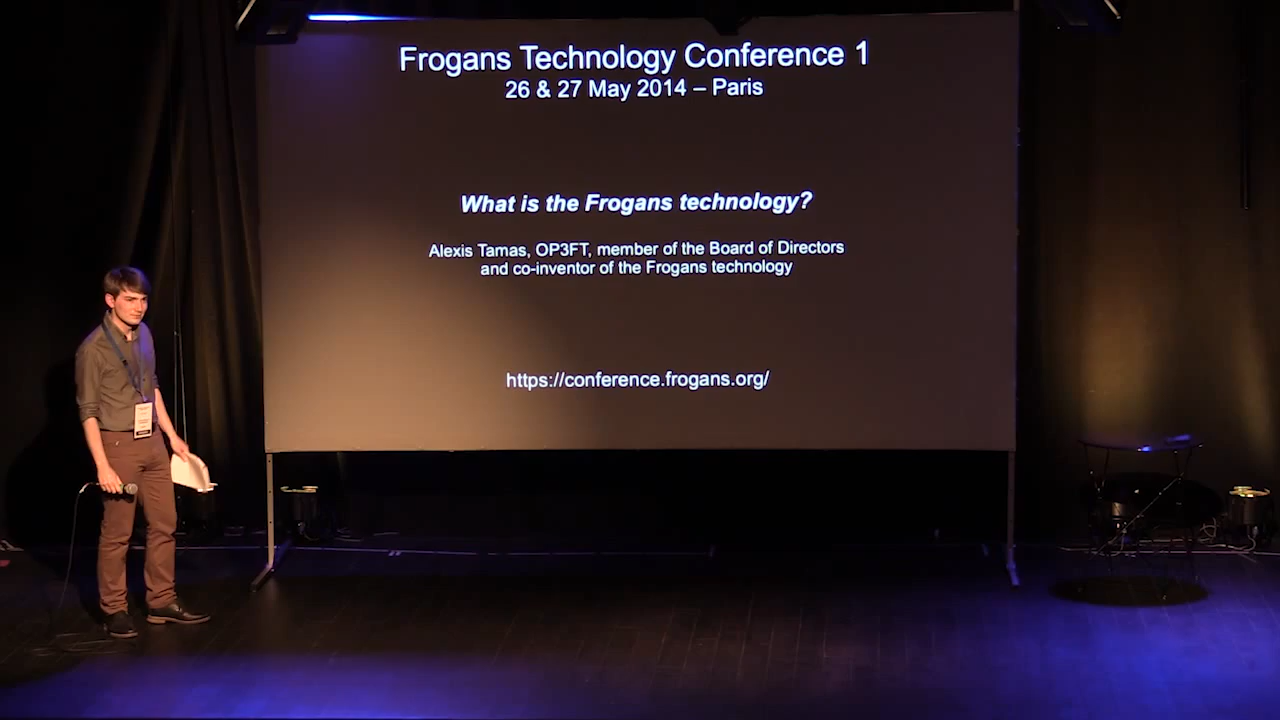 Frogans Technology Conference 1
26 & 27 May 2014 – Paris
What is the Frogans technology?
Alexis Tamas, OP3FT, member of the Board of Directors
and co-inventor of the Frogans technology
https://conference.frogans.org/